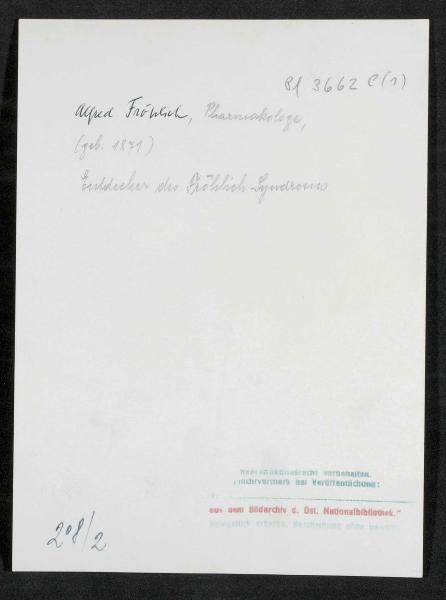 Pf 3662 C(1)
Alfred Fröhlich, Pharmakologe,
(geb. 1871)
Entdecker des Fröhlich Syndroms
Reproduktionsrecht vorbehalten.
bei Veröffentlichung:
"aus dem Bildarchiv d. Öst. Nationalbibliothek."
208/2